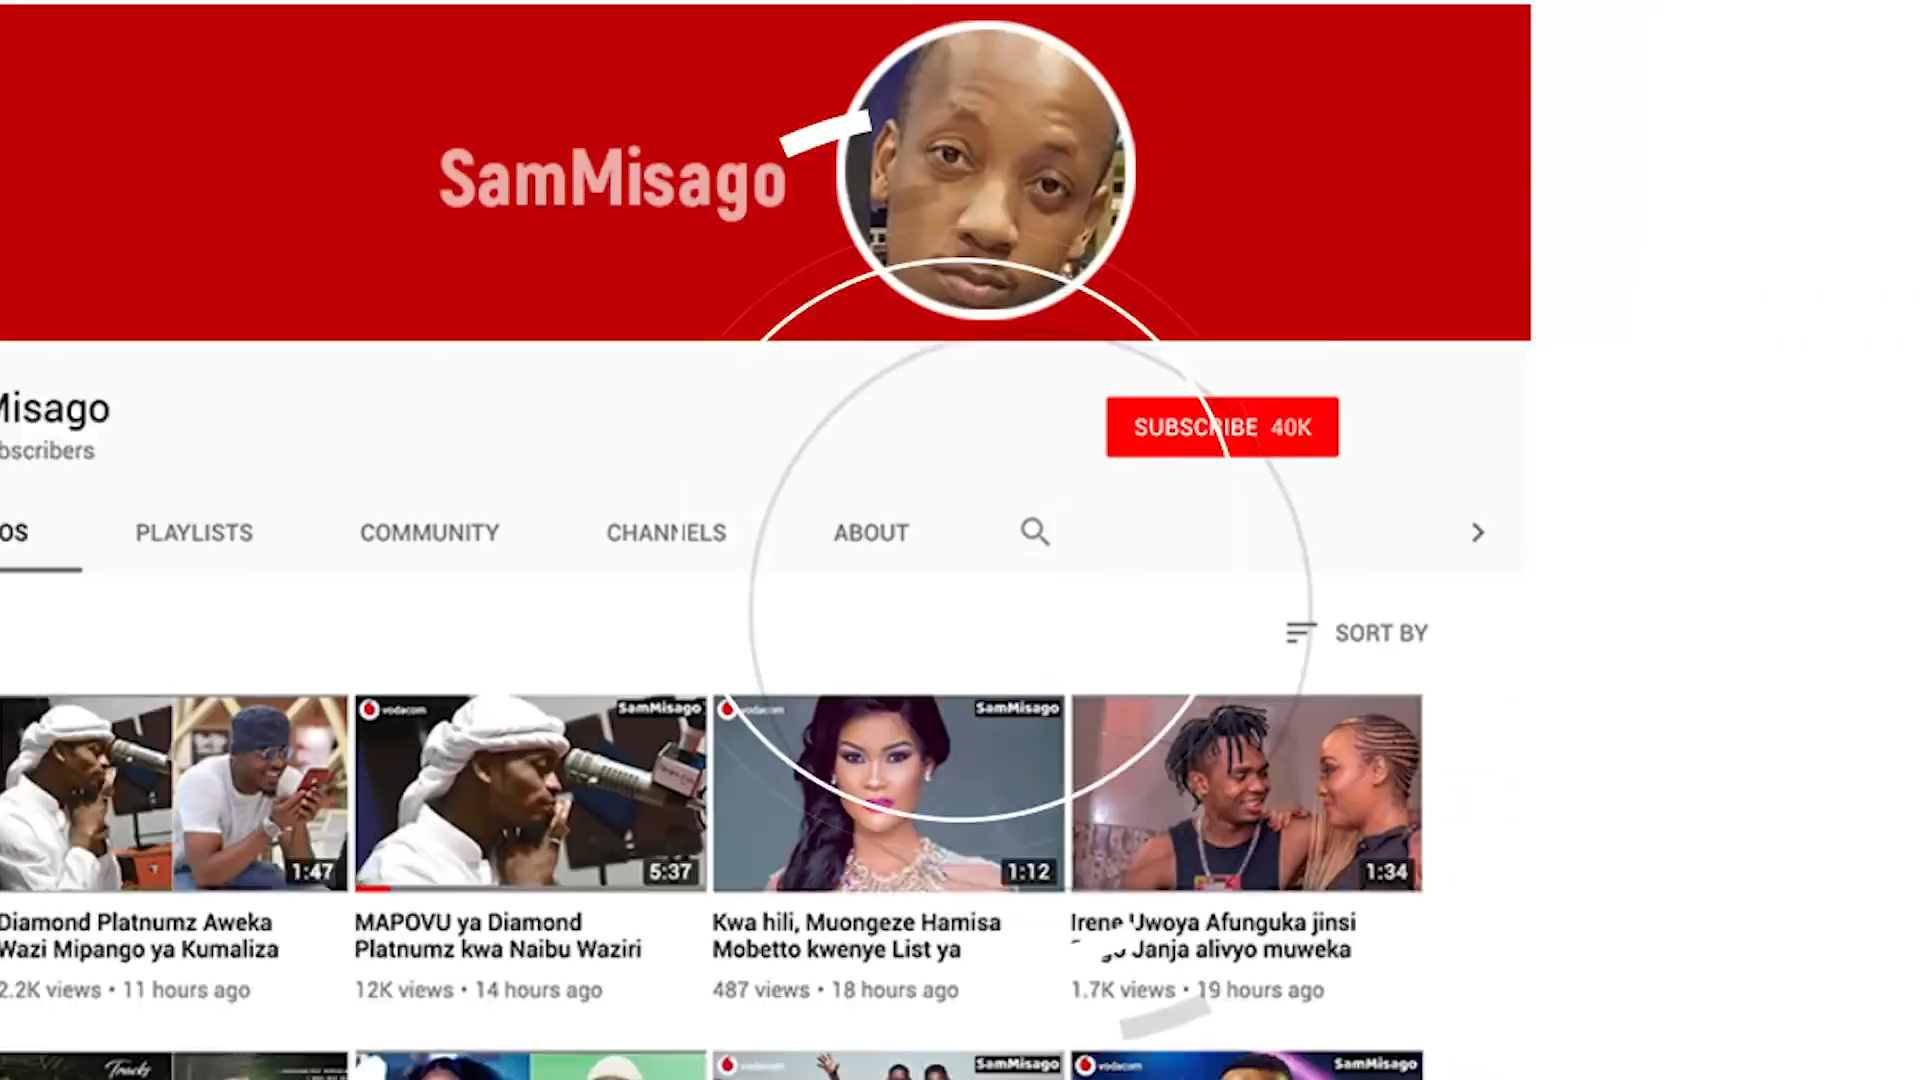 SamMisago
Misago
bscribers
SUBSCRIBE 40K
OS
PLAYLISTS
COMMUNITY
CHANNELS
ABOUT
SORT BY
vodacom
SamMisago
SamMisago
1:47
5:37
1:12
1:34
Diamond Platnumz Aweka
Wazi Mipango ya Kumaliza
2.2K views • 11 hours ago
MAPOVU ya Diamond
Platnumz kwa Naibu Waziri
12K views • 14 hours ago
Kwa hili, Muongeze Hamisa
Mobetto kwenye List ya
487 views • 18 hours ago
Irene Uwoya Afunguka jinsi
Janja alivyo muweka
1.7K views • 19 hours ago
Tracks
SamMisago
vodacom
SamMisago